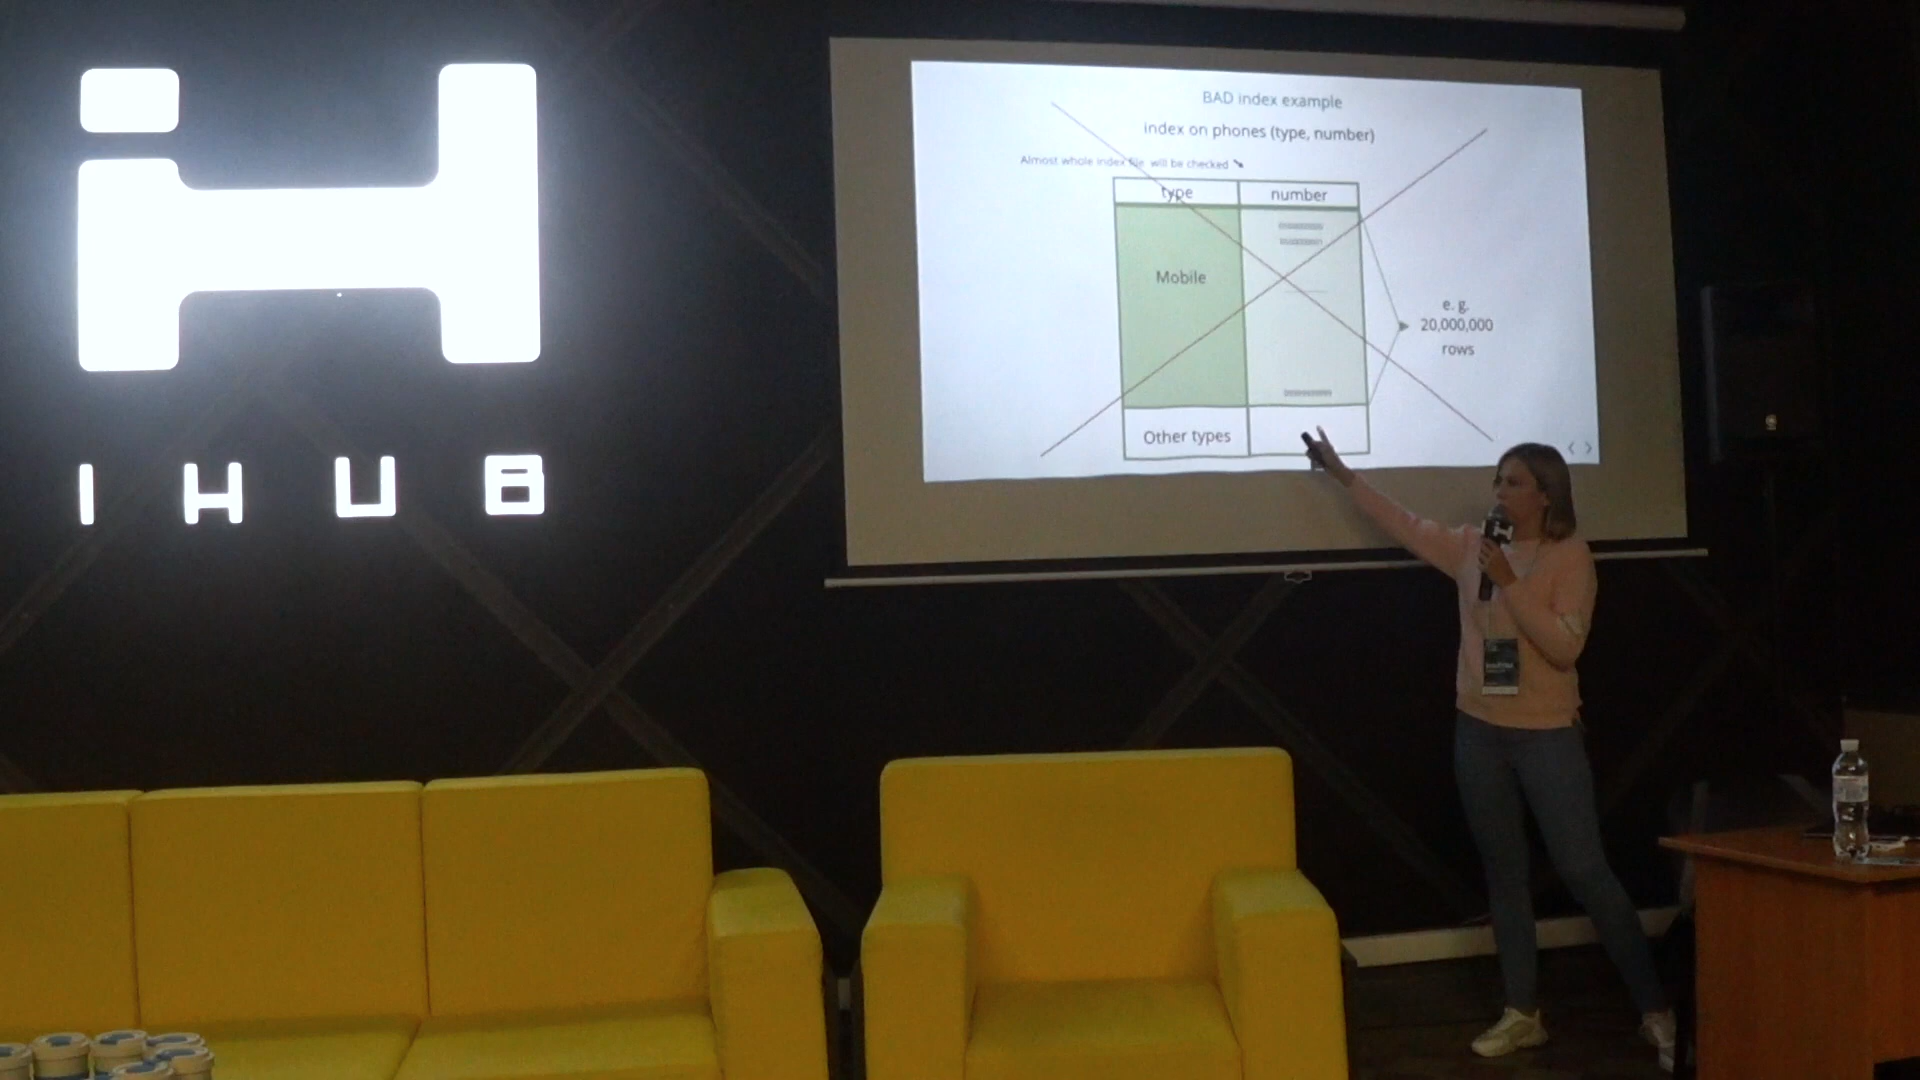 IHUB
BAD index example
index on phones (type, number)
Almost whole index file will be checked
type number
Mobile
e. g.
20,000,000
rows
Other types